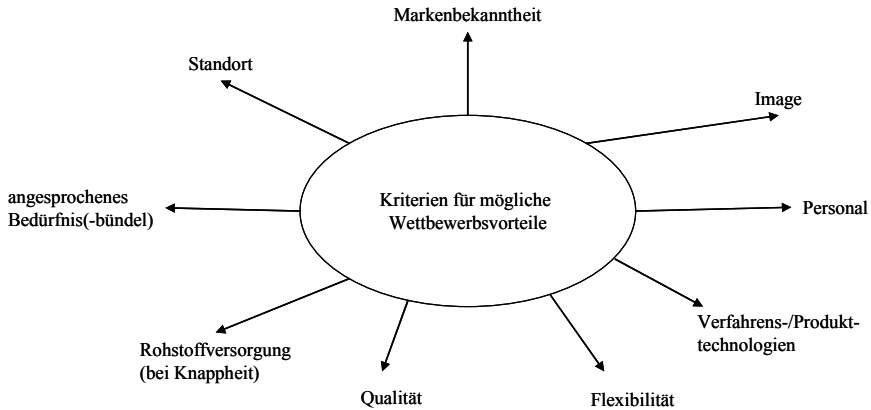 Markenbekanntheit
Standort
Image
angesprochenes
Bedürfnis(-bündel)
Kriterien für mögliche
Wettbewerbsvorteile
Personal
Verfahrens-/Produkt-
technologien
Rohstoffversorgung
(bei Knappheit)
Qualität
Flexibilität